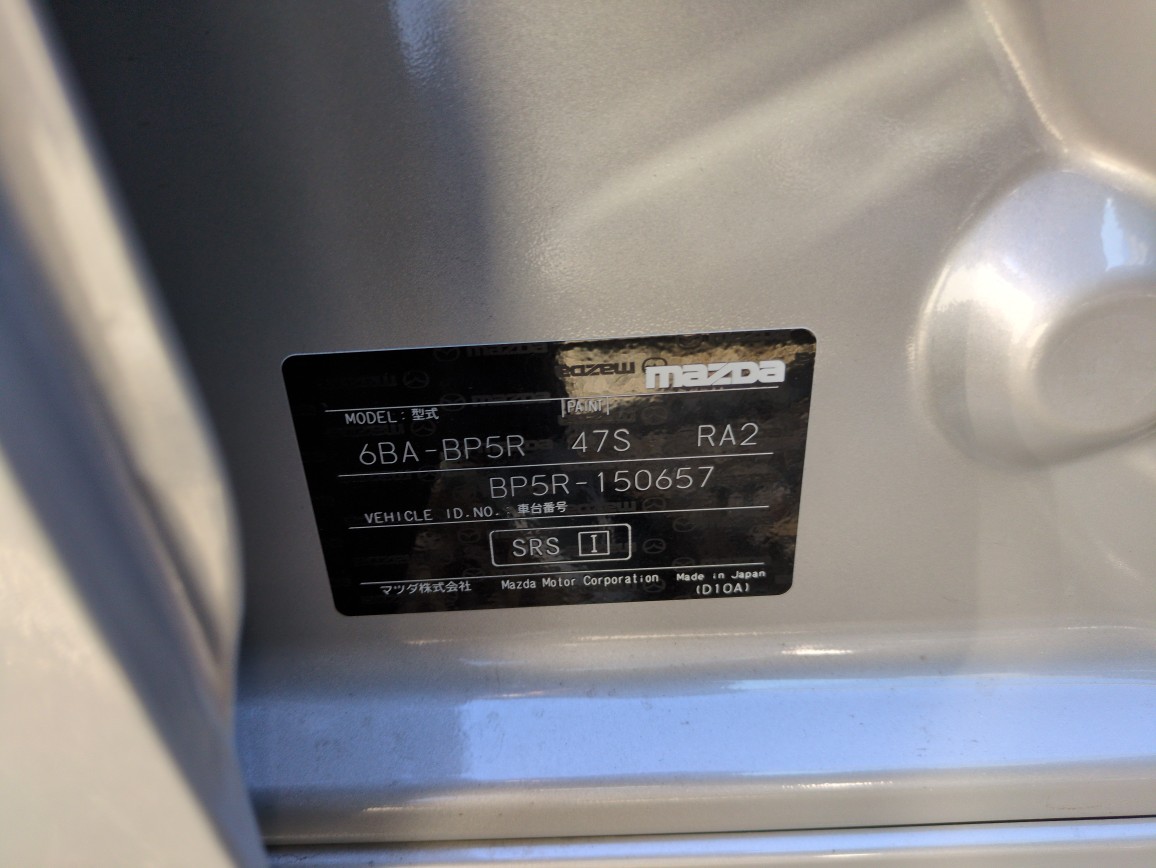 mazda
MODEL：型式 PAINT
6BA-BP5R 47S RA2
BP5R-150657
VEHICLE ID.NO.：車台番号
SRS I
マツダ株式会社 Mazda Motor Corporation Made in Japan
(D10A)